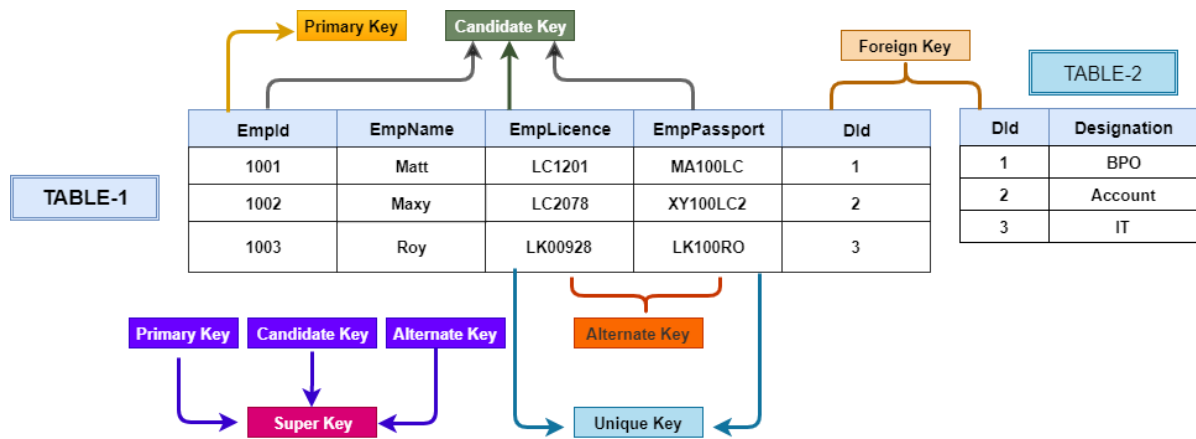 Primary Key
Candidate Key
Foreign Key
TABLE-2
EmpId EmpName EmpLicence EmpPassport DId
DId Designation
1001 Matt LC1201 MA100LC 1
1 BPO
TABLE-1
1002 Maxy LC2078 XY100LC2 2
2 Account
1003 Roy LK00928 LK100RO 3
3 IT
Primary Key Candidate Key Alternate Key
Alternate Key
Super Key
Unique Key